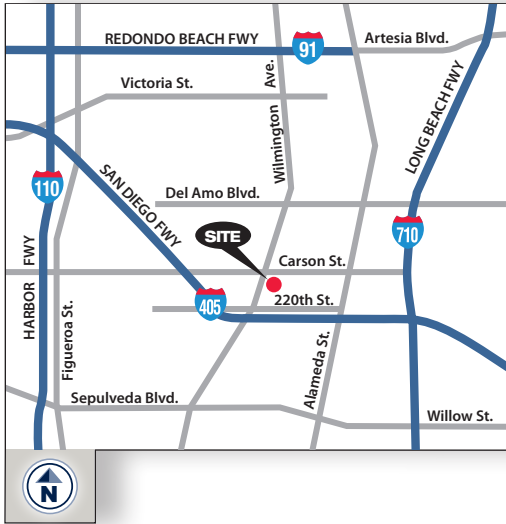 REDONDO BEACH FWY
91
Artesia Blvd.
Victoria St.
Wilmington Ave.
LONG BEACH FWY
SAN DIEGO FWY
110
Del Amo Blvd.
710
SITE
HARBOR FWY
Carson St.
405
220th St.
Figueroa St.
Alameda St.
Sepulveda Blvd.
Willow St.
N